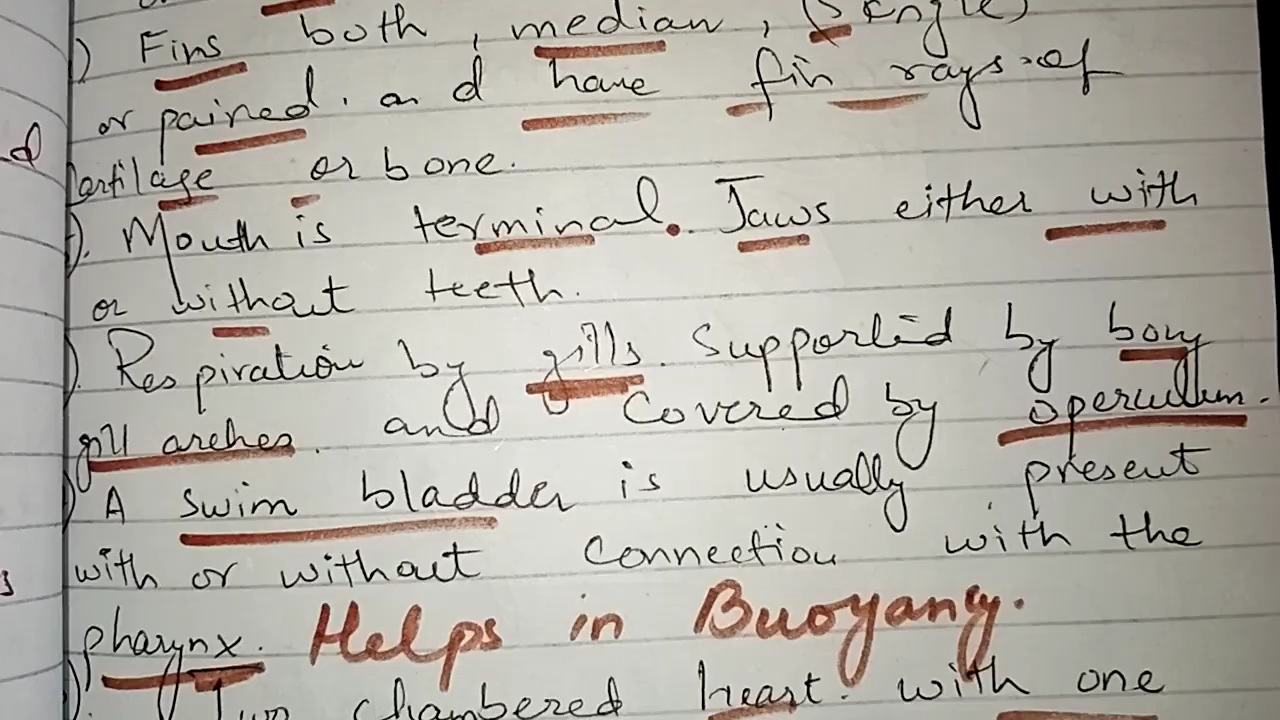 ) Fins both , median , (single)
or pained. and have fin rays of
Cartilage or bone.
). Mouth is terminal. Jaws either with
or without teeth.
). Respiration by gills. Supported by bony
gill arches. and covered by operculum.
) A swim bladder is usually present
with or without connection with the
pharynx. Helps in Buoyancy.
). Two chambered heart. with one